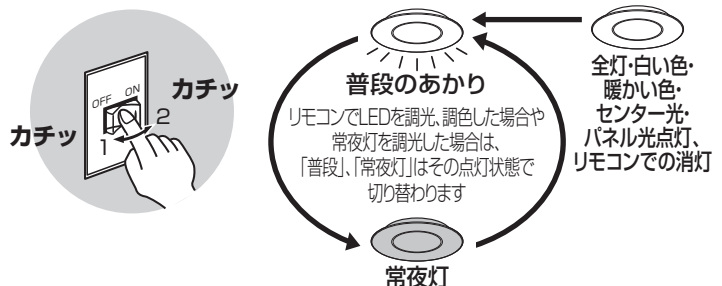 OFF ON
カチッ
2
カチッ
1
普段のあかり
リモコンでLEDを調光、調色した場合や
常夜灯を調光した場合は、
「普段」、「常夜灯」はその点灯状態で
切り替わります
常夜灯
全灯・白い色・
暖かい色・
センター光・
パネル光点灯、
リモコンでの消灯